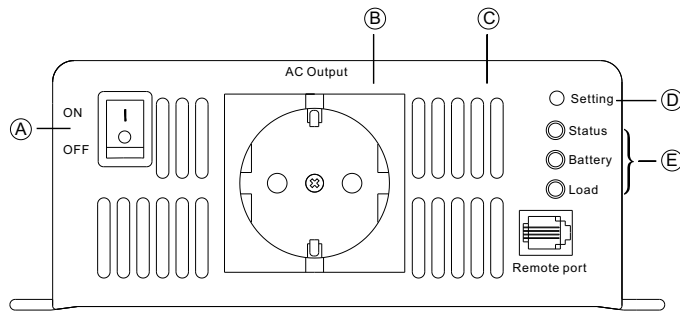 B
C
AC Output
ON
Setting
D
A
Status
OFF
Battery
E
Load
Remote port